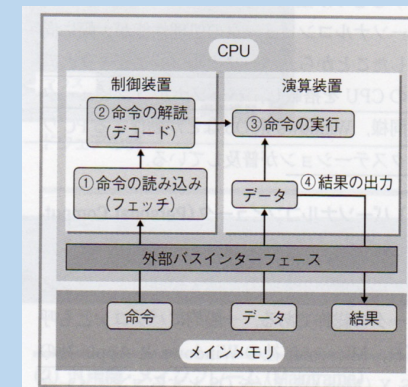 CPU
制御装置
演算装置
②命令の解読
(デコード)
③命令の実行
①命令の読み込み
(フェッチ)
データ
④結果の出力
外部バスインターフェース
命令
データ
結果
メインメモリ